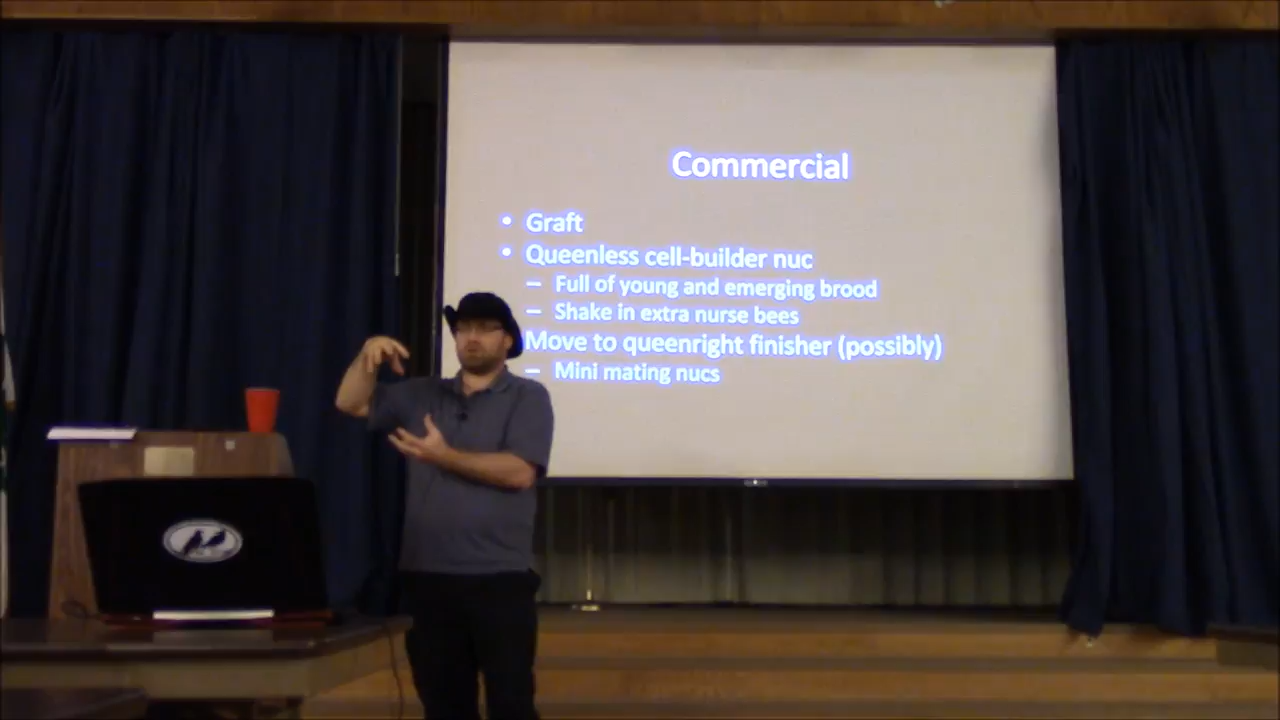 Commercial
• Graft
• Queenless cell-builder nuc
– Full of young and emerging brood
– Shake in extra nurse bees
Move to queenright finisher (possibly)
– Mini mating nucs